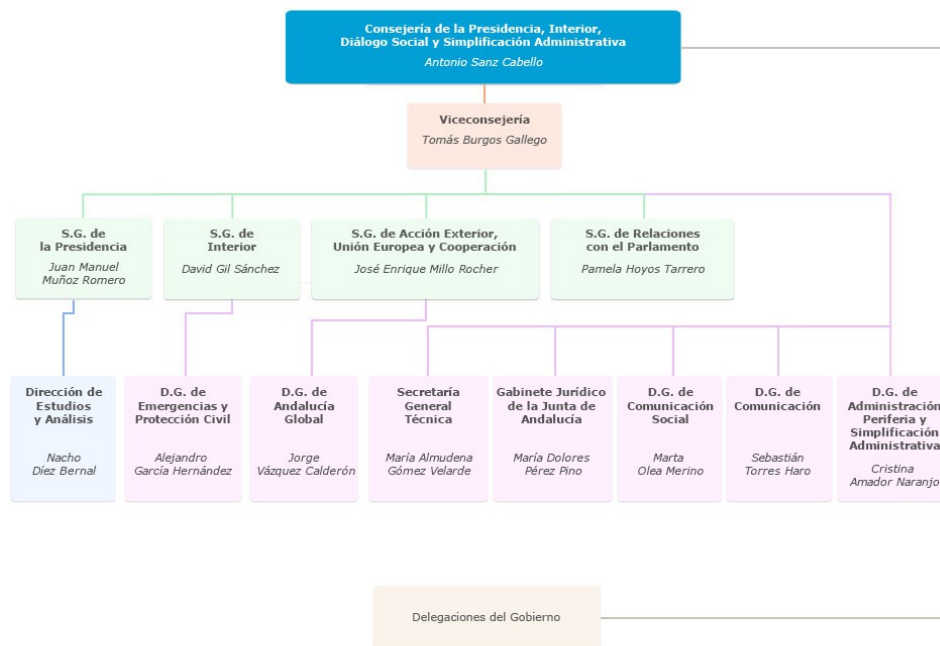 Consejería de la Presidencia, Interior,
Diálogo Social y Simplificación Administrativa
Antonio Sanz Cabello
Viceconsejería
Tomás Burgos Gallego
S.G. de
la Presidencia
Juan Manuel
Muñoz Romero
S.G. de
Interior
David Gil Sánchez
S.G. de Acción Exterior,
Unión Europea y Cooperación
José Enrique Millo Rocher
S.G. de Relaciones
con el Parlamento
Pamela Hoyos Tarrero
Dirección de
Estudios
y Análisis
Nacho
Díez Bernal
D.G. de
Emergencias y
Protección Civil
Alejandro
García Hernández
D.G. de
Andalucía
Global
Jorge
Vázquez Calderón
Secretaría
General
Técnica
María Almudena
Gómez Velarde
Gabinete Jurídico
de la Junta de
Andalucía
María Dolores
Pérez Pino
D.G. de
Comunicación
Social
Marta
Olea Merino
D.G. de
Comunicación
Sebastián
Torres Haro
D.G. de
Administración
Periferia y
Simplificación
Administrativa
Cristina
Amador Naranjo
Delegaciones del Gobierno